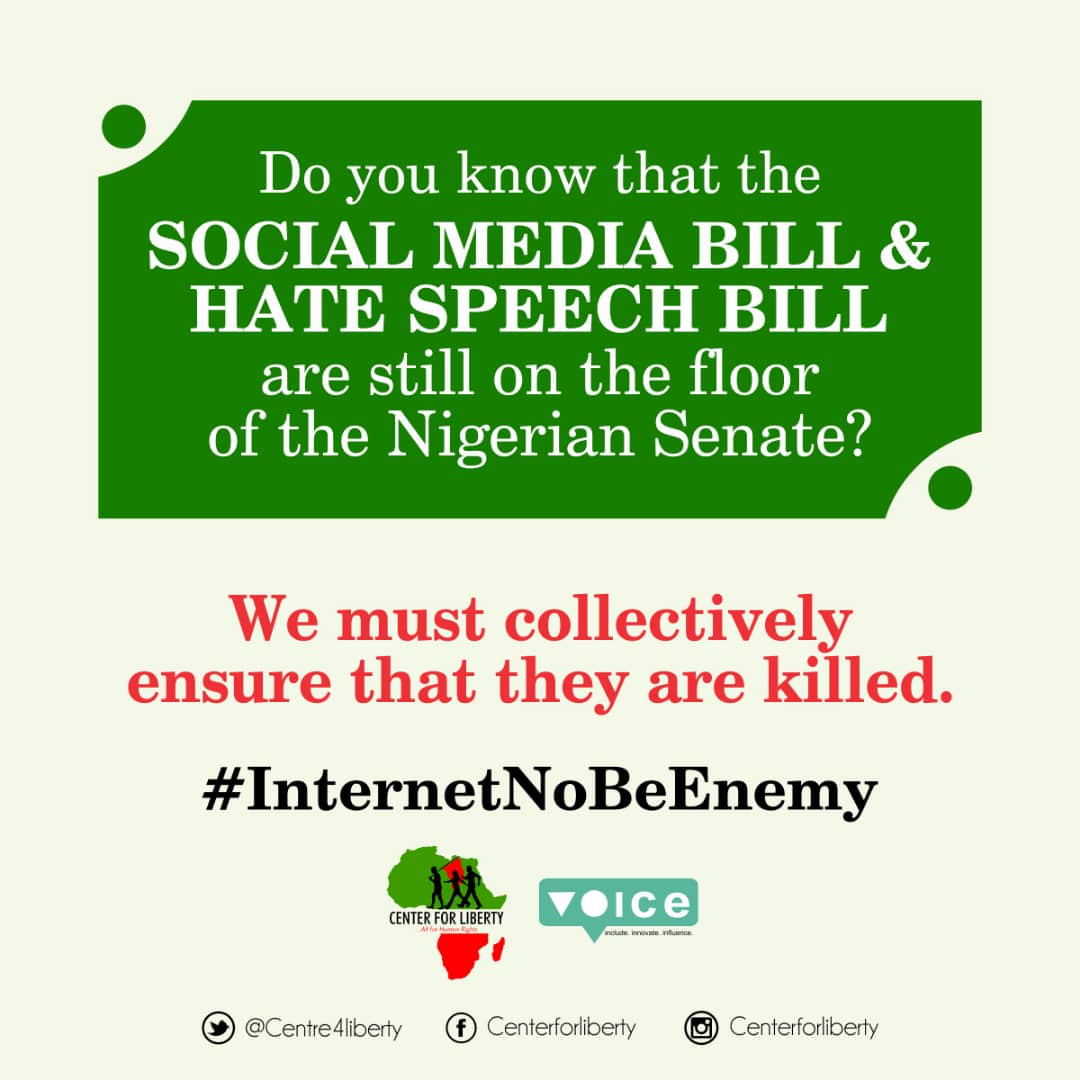 Do you know that the
SOCIAL MEDIA BILL &
HATE SPEECH BILL
are still on the floor
of the Nigerian Senate?
We must collectively
ensure that they are killed.
#InternetNoBeEnemy
CENTER FOR LIBERTY
...All for Human Rights
VOICe
include. innovate. influence.
@Centre4liberty
Centerforliberty
Centerforliberty